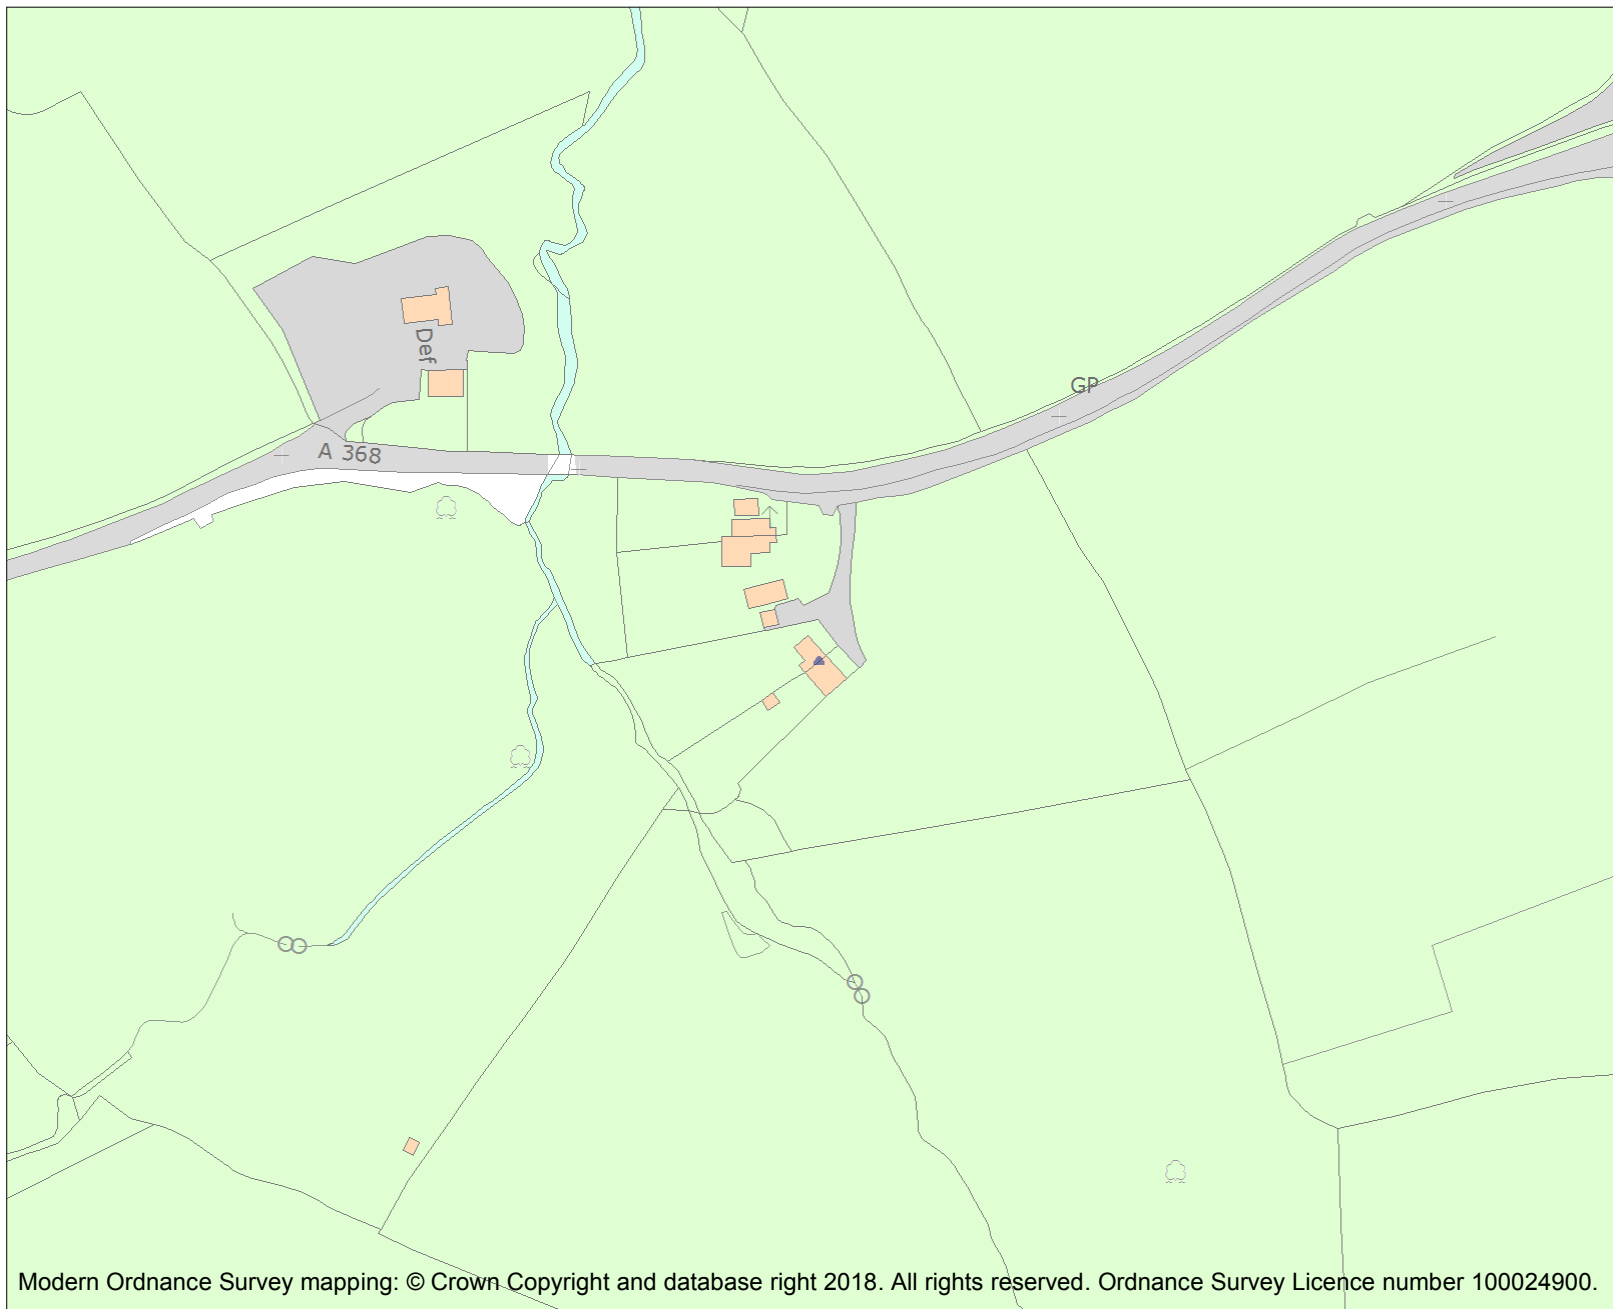 Def
GP
A 368
Modern Ordnance Survey mapping: © Crown Copyright and database right 2018. All rights reserved. Ordnance Survey Licence number 100024900.